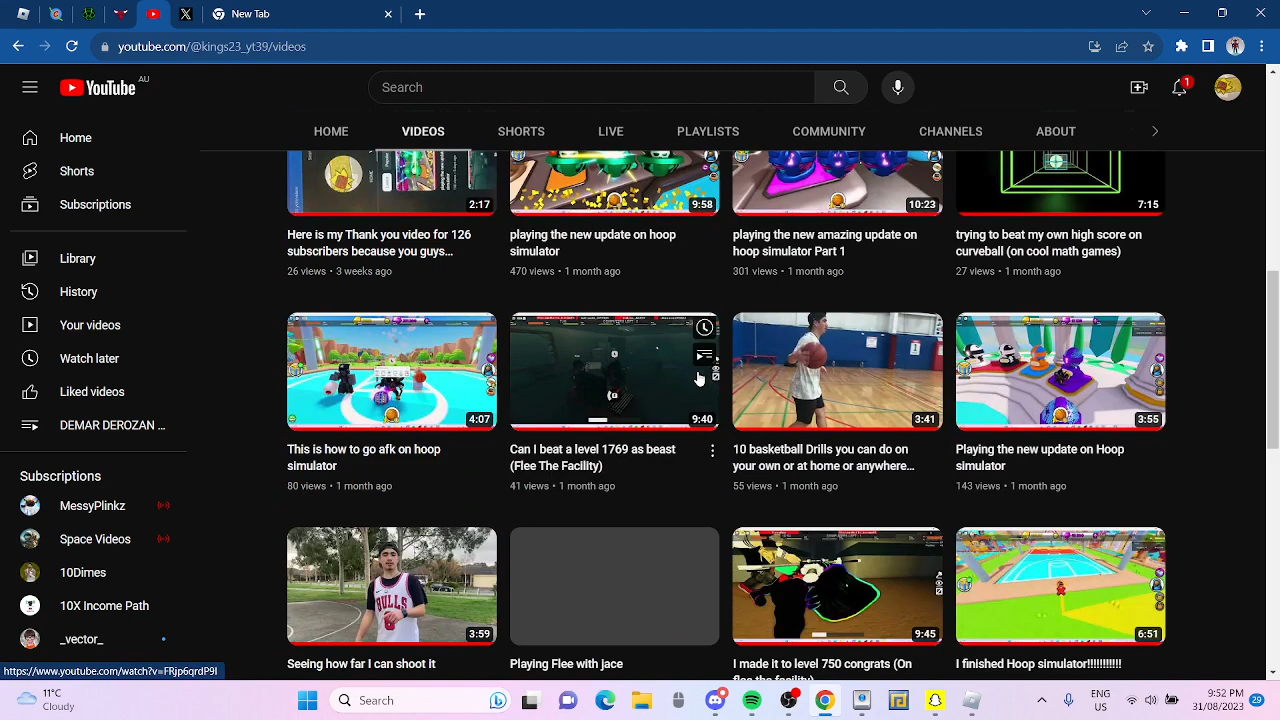 New Tab
youtube.com/@kings23_yt39/videos
YouTube
AU
Search
1
HOME
VIDEOS
SHORTS
LIVE
PLAYLISTS
COMMUNITY
CHANNELS
ABOUT
Home
Shorts
Subscriptions
Library
History
Your videos
Watch later
Liked videos
DEMAR DEROZAN ...
Subscriptions
MessyPlinkz
Space Videos
10Dimes
10X Income Path
_vector_
2:17
Here is my Thank you video for 126
subscribers because you guys...
26 views • 3 weeks ago
9:58
playing the new update on hoop
simulator
470 views • 1 month ago
10:23
playing the new amazing update on
hoop simulator Part 1
301 views • 1 month ago
7:15
trying to beat my own high score on
curveball (on cool math games)
27 views • 1 month ago
4:07
This is how to go afk on hoop
simulator
80 views • 1 month ago
9:40
Can I beat a level 1769 as beast
(Flee The Facility)
41 views • 1 month ago
3:41
10 basketball Drills you can do on
your own or at home or anywhere...
55 views • 1 month ago
3:55
Playing the new update on Hoop
simulator
143 views • 1 month ago
BULLS
3:59
Seeing how far I can shoot it
Playing Flee with jace
9:45
I made it to level 750 congrats (On
flee the facility)
6:51
I finished Hoop simulator!!!!!!!!!!!
https://www.youtube.com/watch?v=FRjp6qrdP9I
11°C
Cloudy
Search
ENG
US
9:52 PM
31/08/2023
29